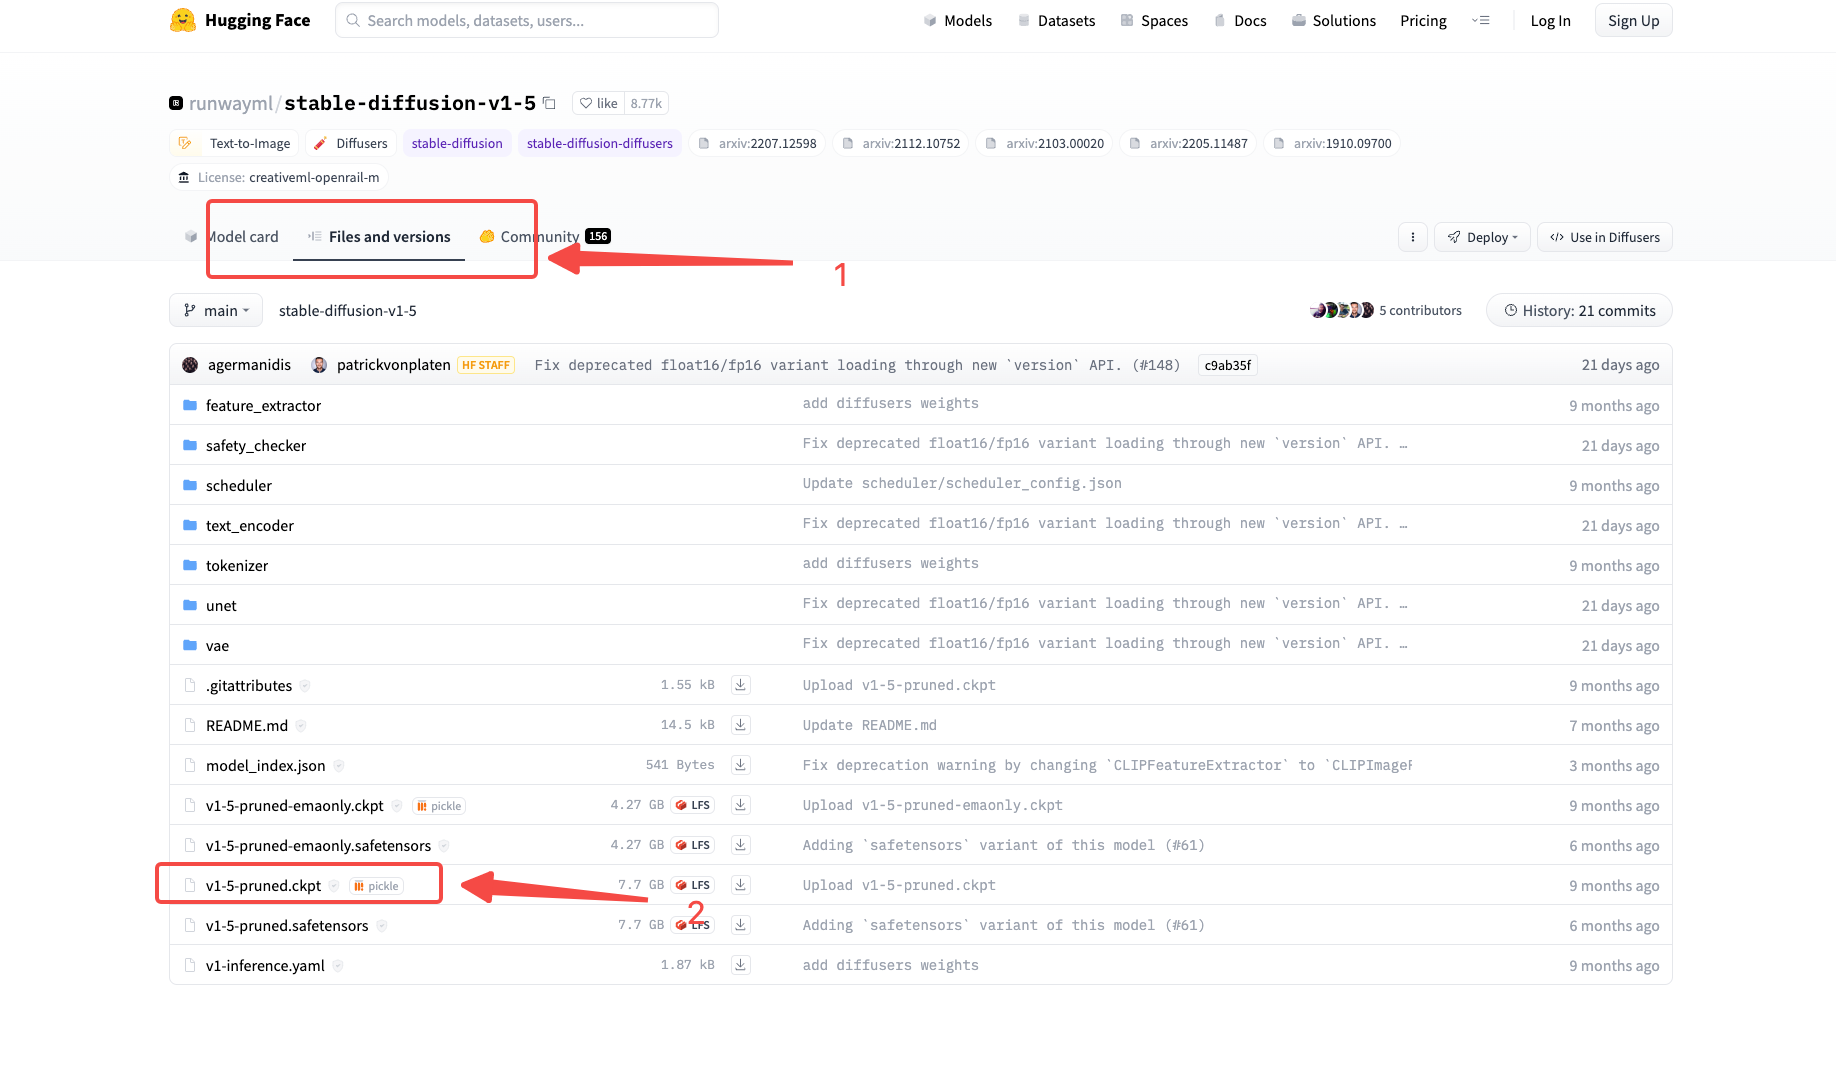 Hugging Face Search models, datasets, users... Models Datasets Spaces Docs Solutions Pricing Log In Sign Up
runwayml/stable-diffusion-v1-5 like 8.77k
Text-to-Image Diffusers stable-diffusion stable-diffusion-diffusers arxiv:2207.12598 arxiv:2112.10752 arxiv:2103.00020 arxiv:2205.11487 arxiv:1910.09700
License: creativeml-openrail-m
Model card Files and versions Community 156 Deploy </> Use in Diffusers
1
main stable-diffusion-v1-5 5 contributors History: 21 commits
agermanidis patrickvonplaten HF STAFF Fix deprecated float16/fp16 variant loading through new `version` API. (#148) c9ab35f 21 days ago
feature_extractor add diffusers weights 9 months ago
safety_checker Fix deprecated float16/fp16 variant loading through new `version` API. … 21 days ago
scheduler Update scheduler/scheduler_config.json 9 months ago
text_encoder Fix deprecated float16/fp16 variant loading through new `version` API. … 21 days ago
tokenizer add diffusers weights 9 months ago
unet Fix deprecated float16/fp16 variant loading through new `version` API. … 21 days ago
vae Fix deprecated float16/fp16 variant loading through new `version` API. … 21 days ago
.gitattributes 1.55 kB Upload v1-5-pruned.ckpt 9 months ago
README.md 14.5 kB Update README.md 7 months ago
model_index.json 541 Bytes Fix deprecation warning by changing `CLIPFeatureExtractor` to `CLIPImageF 3 months ago
v1-5-pruned-emaonly.ckpt pickle 4.27 GB LFS Upload v1-5-pruned-emaonly.ckpt 9 months ago
v1-5-pruned-emaonly.safetensors 4.27 GB LFS Adding `safetensors` variant of this model (#61) 6 months ago
v1-5-pruned.ckpt pickle 7.7 GB LFS Upload v1-5-pruned.ckpt 9 months ago
2
v1-5-pruned.safetensors 7.7 GB LFS Adding `safetensors` variant of this model (#61) 6 months ago
v1-inference.yaml 1.87 kB add diffusers weights 9 months ago